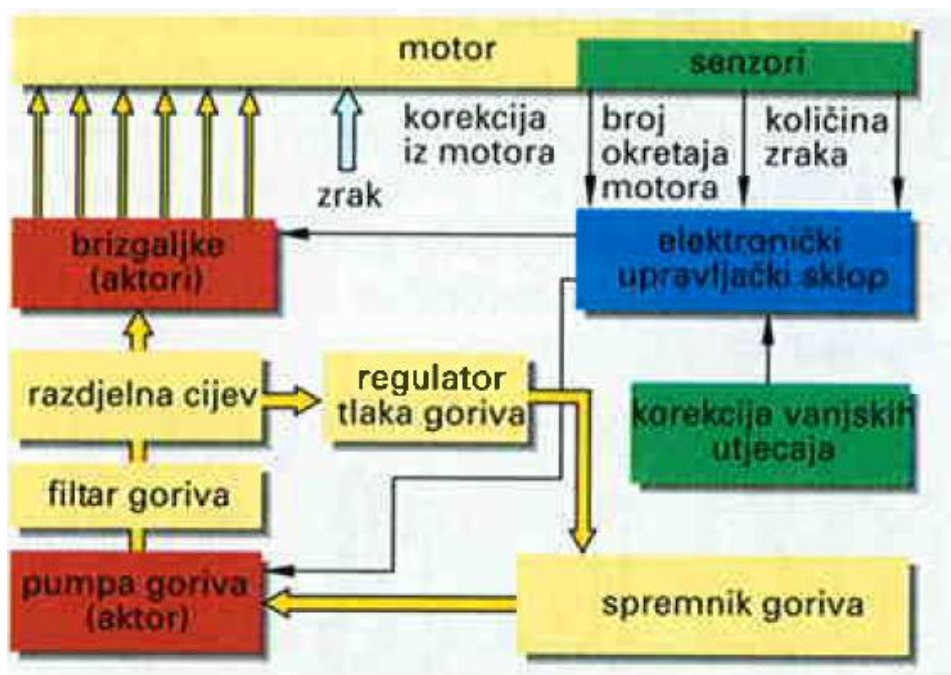 motor
senzori
korekcija
iz motora
broj
okretaja
motora
količina
zraka
zrak
brizgaljke
(aktori)
elektronički
upravljački sklop
razdjelna cijev
regulator
tlaka goriva
korekcija vanjskih
utjecaja
filtar goriva
pumpa goriva
(aktor)
spremnik goriva